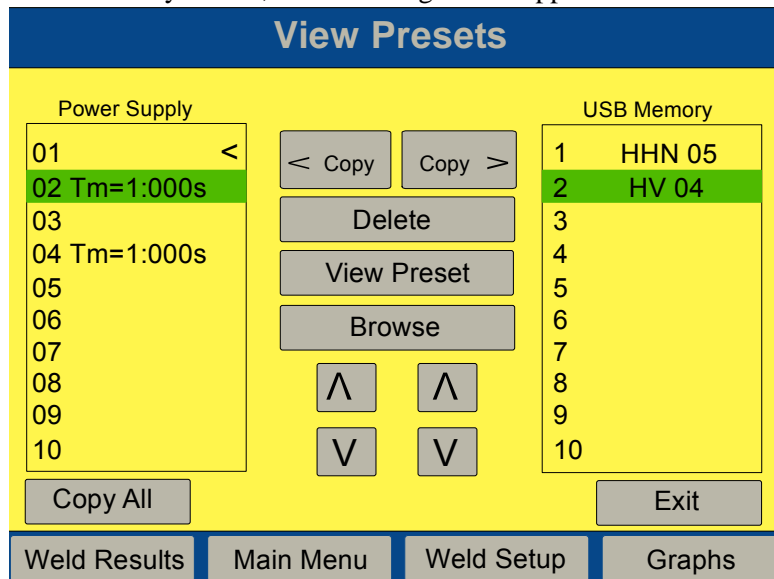 View Presets
Power Supply
01 <
02 Tm=1:000s
03
04 Tm=1:000s
05
06
07
08
09
10
Copy All
< Copy
Copy >
Delete
View Preset
Browse
Λ Λ
V V
USB Memory
1 HHN 05
2 HV 04
3
4
5
6
7
8
9
10
Exit
Weld Results
Main Menu
Weld Setup
Graphs